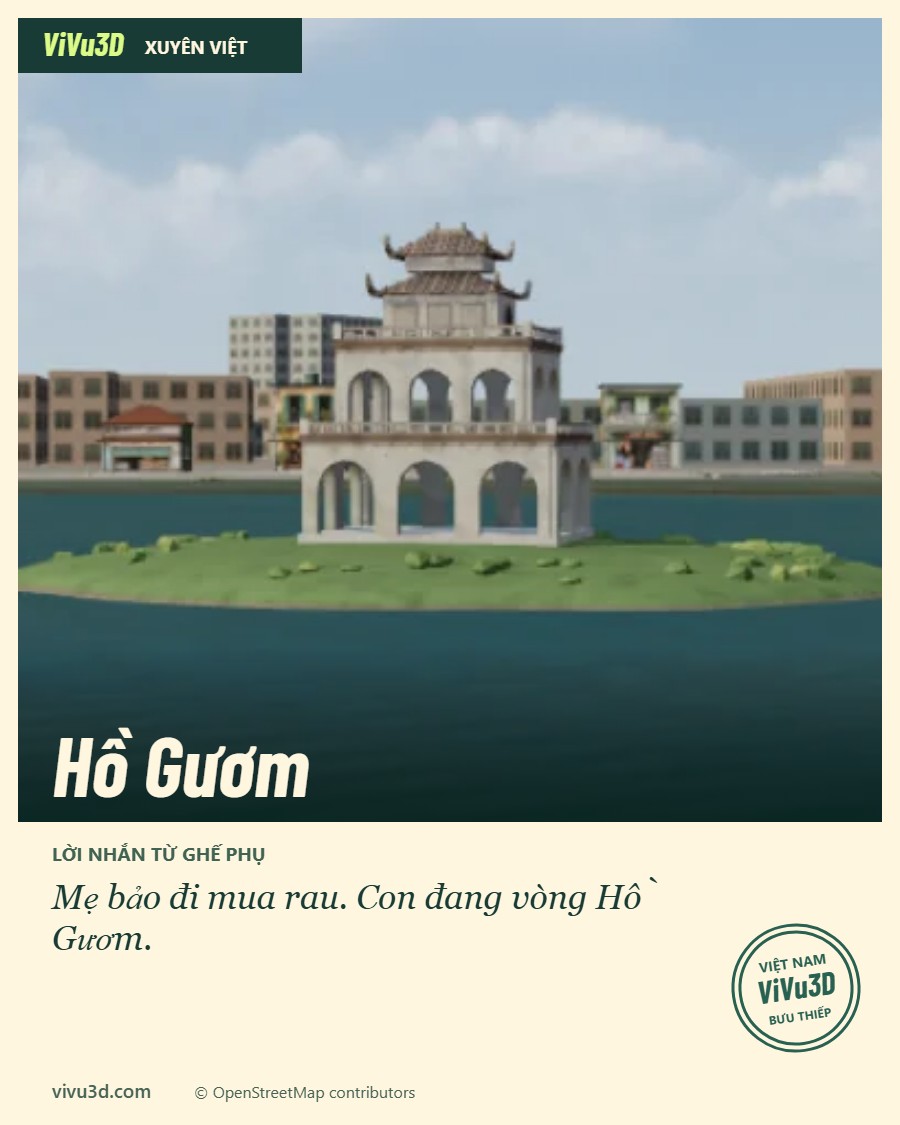 ViVu3D XUYÊN VIỆT
Hồ Gươm
LỜI NHẮN TỪ GHẾ PHỤ
Mẹ bảo đi mua rau. Con đang vòng Hồ
Gươm.
VIỆT NAM
ViVu3D
BƯU THIẾP
vivu3d.com © OpenStreetMap contributors